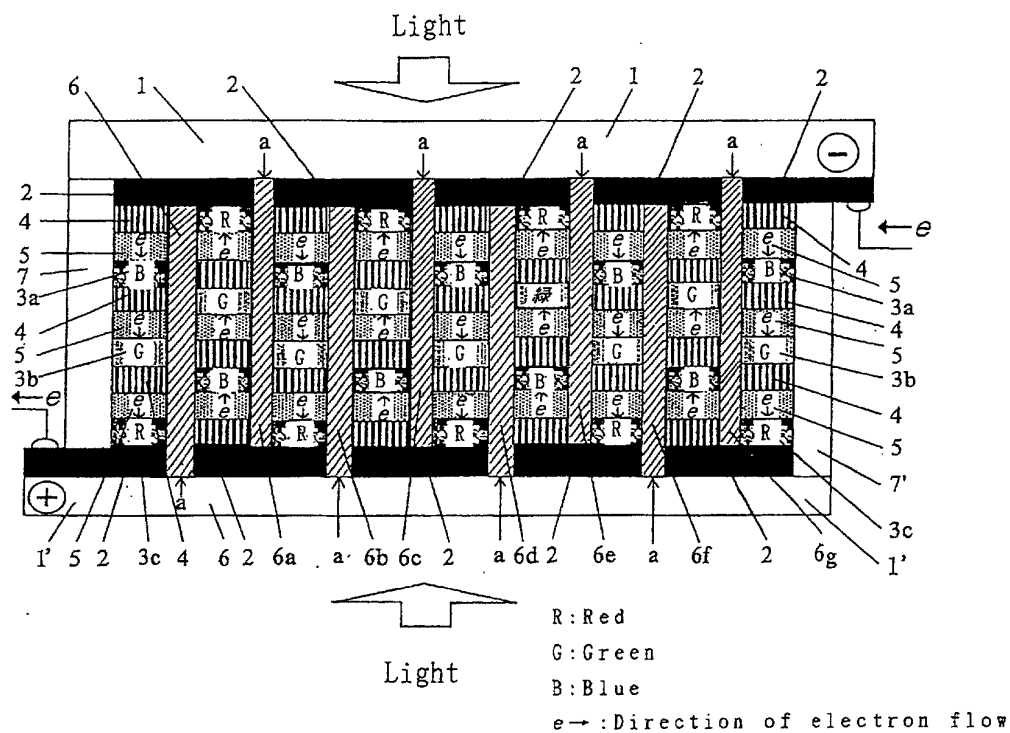 Light
6 1 2 2 1 2 2
a a a a
⊖
2 R R R R
4 ← e
e e e e e e e e e
5 4
7 B B B B B 5
3a 3a
4 G G 緑 G 4
e e e e e e e e e
5 5
3b G G G G G 3b
B B B B 4
e ←
e e e e e e e e e
R R R R R 5
⊕ 7'
a 3c
1' 5 2 3c 4 6 2 6a a 6b 6c 2 a 6d 2 6e a 6f 2 6g 1'
Light
R:Red
G:Green
B:Blue
e→:Direction of electron flow